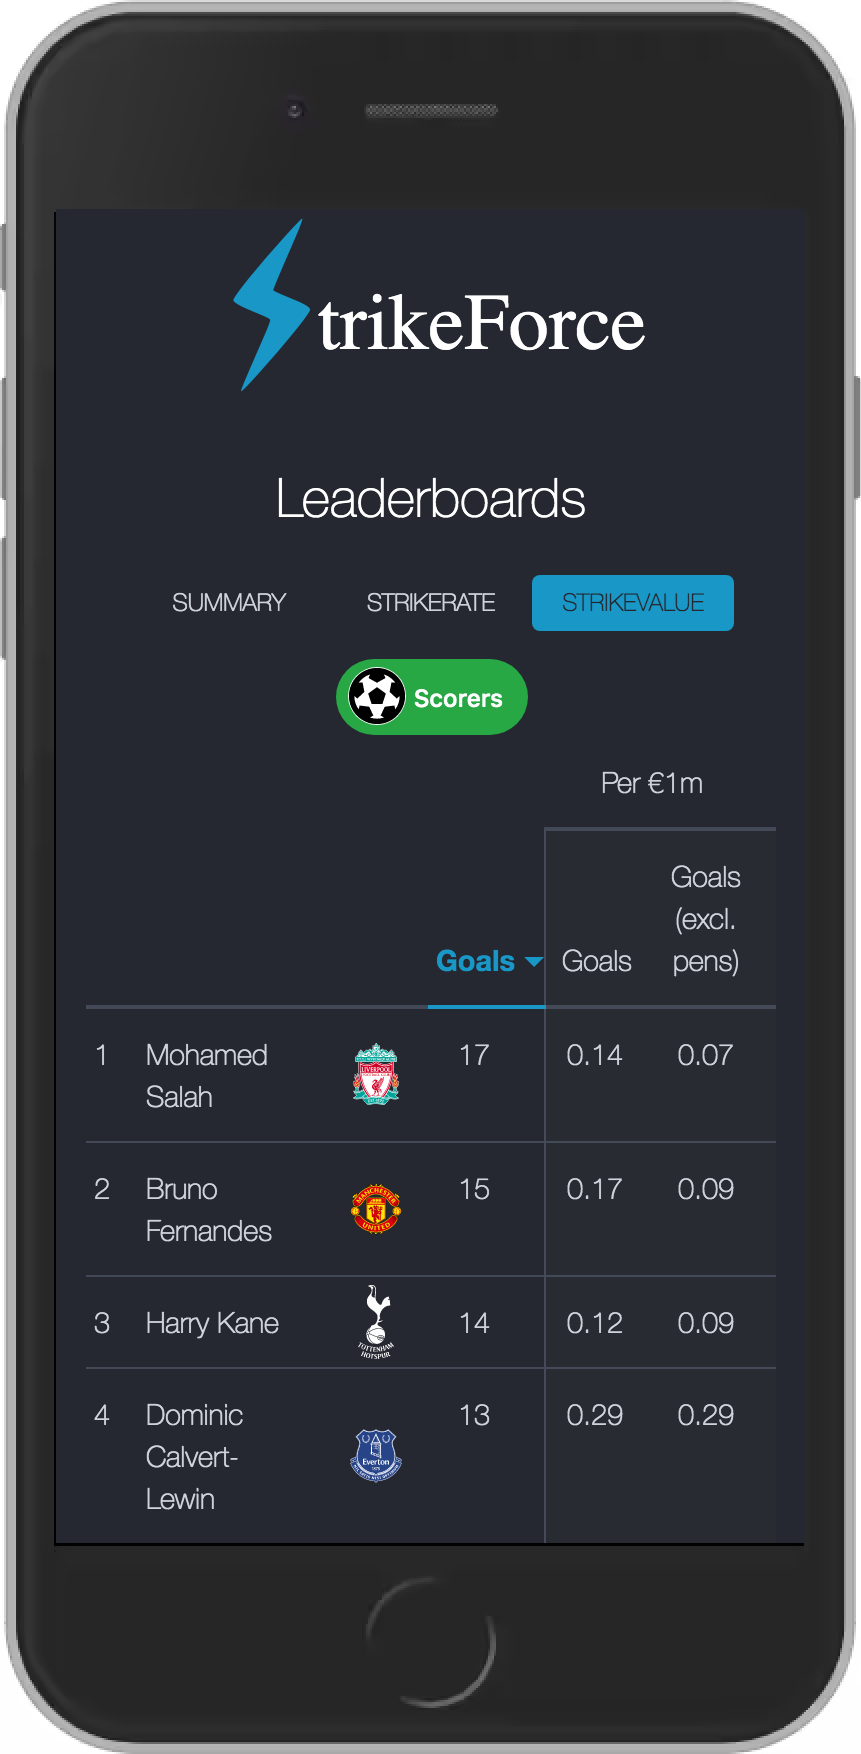 StrikeForce
Leaderboards
SUMMARY STRIKERATE STRIKEVALUE
Scorers
Per €1m
Goals
(excl.
Goals Goals pens)
1 Mohamed 17 0.14 0.07
Salah
LIVERPOOL
2 Bruno 15 0.17 0.09
Fernandes
MANCHESTER
UNITED
3 Harry Kane 14 0.12 0.09
TOTTENHAM
HOTSPUR
4 Dominic 13 0.29 0.29
Calvert-
Everton
Lewin